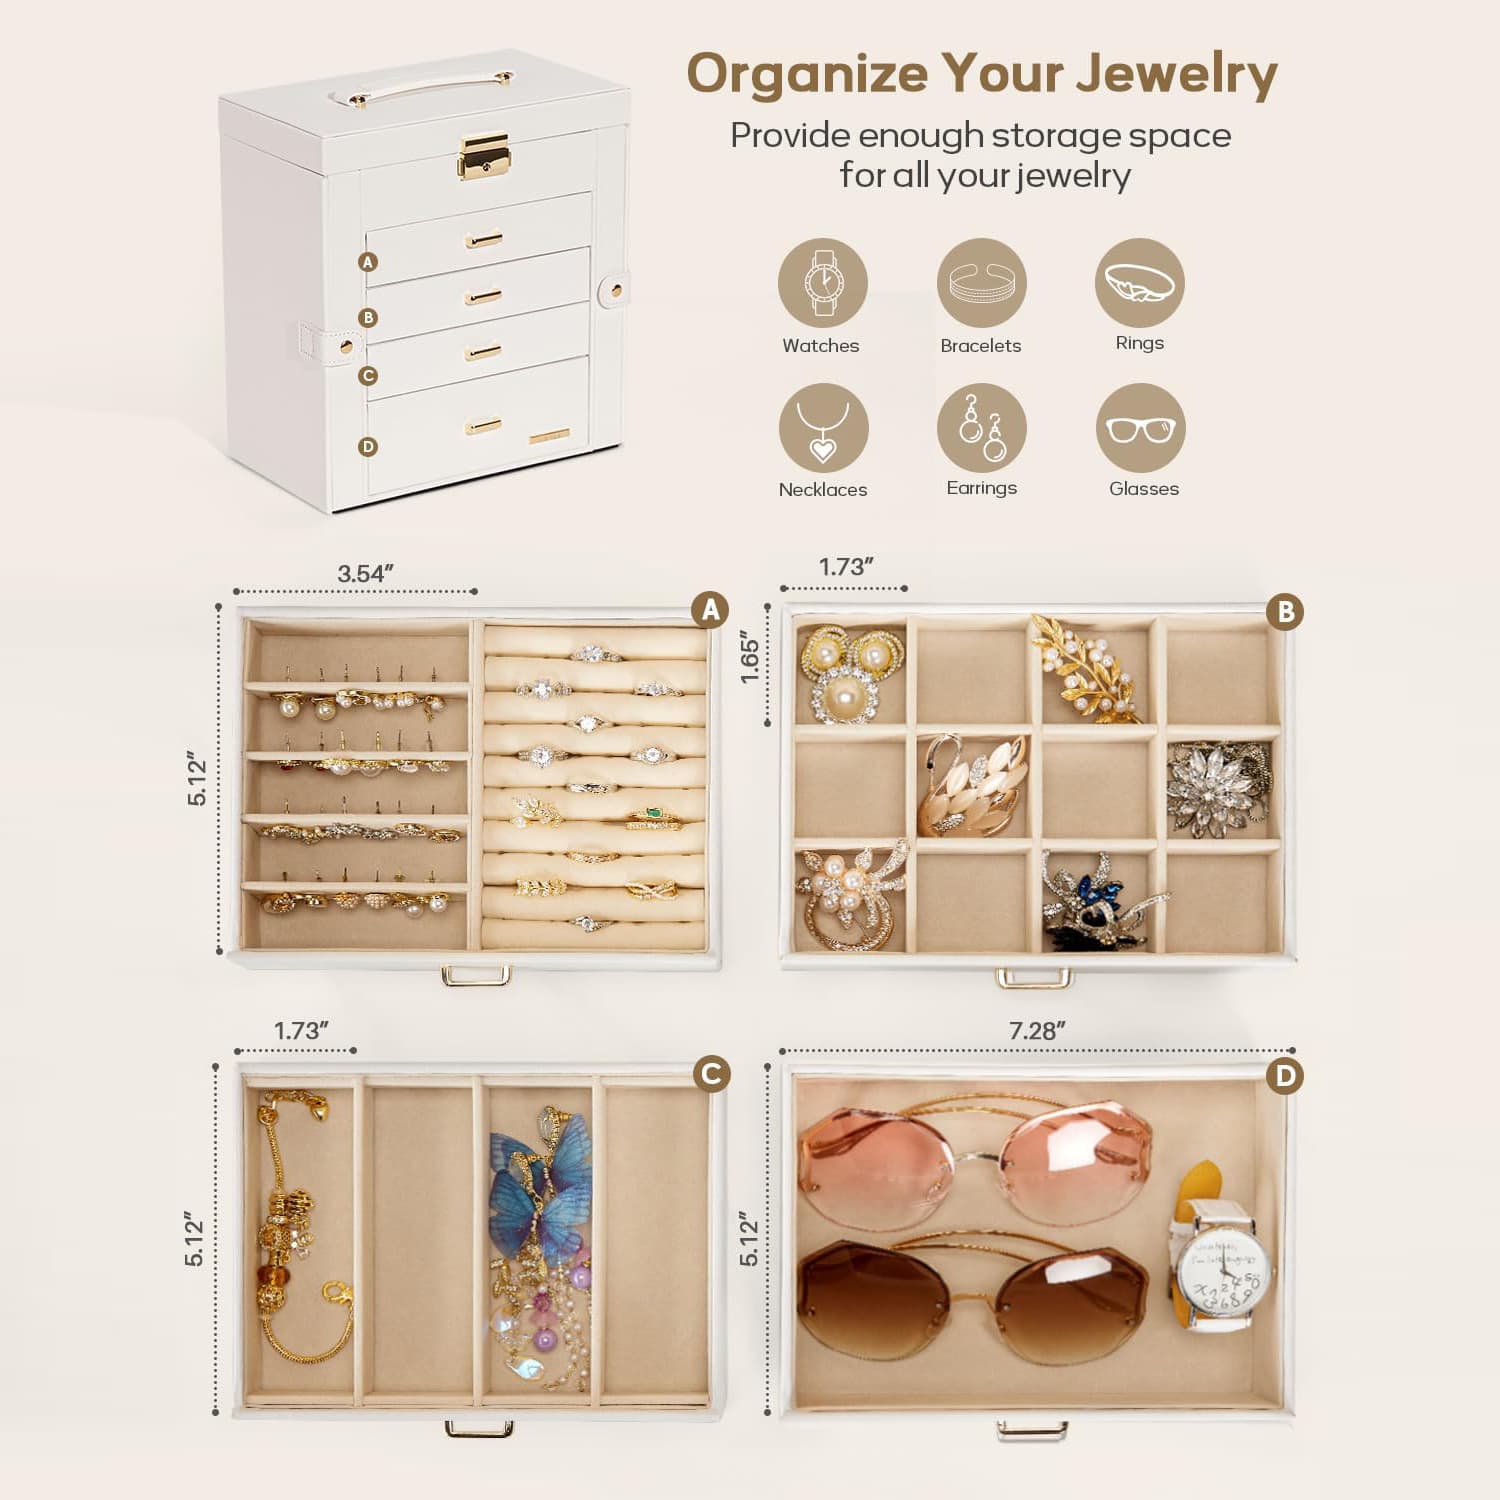 Organize Your Jewelry
Provide enough storage space
for all your jewelry
Watches
Bracelets
Rings
Necklaces
Earrings
Glasses
A
B
C
D
3.54″
5.12″
A
1.73″
1.65″
B
1.73″
5.12″
C
7.28″
5.12″
D